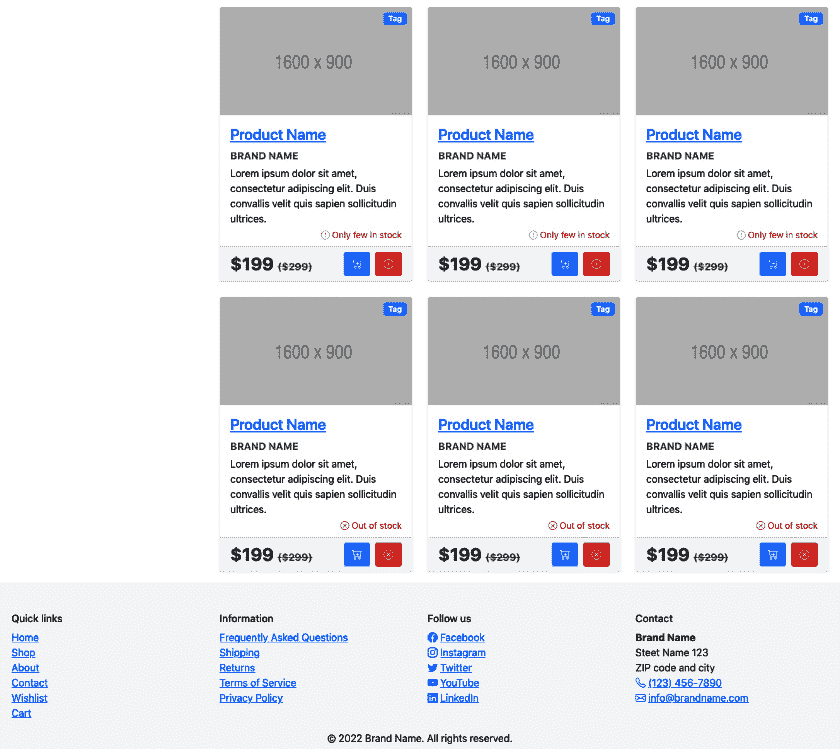 Tag
1600 x 900
Product Name
BRAND NAME
Lorem ipsum dolor sit amet,
consectetur adipiscing elit. Duis
convallis velit quis sapien sollicitudin
ultrices.
Only few in stock
$199 ($299)
Tag
1600 x 900
Product Name
BRAND NAME
Lorem ipsum dolor sit amet,
consectetur adipiscing elit. Duis
convallis velit quis sapien sollicitudin
ultrices.
Only few in stock
$199 ($299)
Tag
1600 x 900
Product Name
BRAND NAME
Lorem ipsum dolor sit amet,
consectetur adipiscing elit. Duis
convallis velit quis sapien sollicitudin
ultrices.
Only few in stock
$199 ($299)
Tag
1600 x 900
Product Name
BRAND NAME
Lorem ipsum dolor sit amet,
consectetur adipiscing elit. Duis
convallis velit quis sapien sollicitudin
ultrices.
Out of stock
$199 ($299)
Tag
1600 x 900
Product Name
BRAND NAME
Lorem ipsum dolor sit amet,
consectetur adipiscing elit. Duis
convallis velit quis sapien sollicitudin
ultrices.
Out of stock
$199 ($299)
Tag
1600 x 900
Product Name
BRAND NAME
Lorem ipsum dolor sit amet,
consectetur adipiscing elit. Duis
convallis velit quis sapien sollicitudin
ultrices.
Out of stock
$199 ($299)
Quick links
Home
Shop
About
Contact
Wishlist
Cart
Information
Frequently Asked Questions
Shipping
Returns
Terms of Service
Privacy Policy
Follow us
Facebook
Instagram
Twitter
YouTube
LinkedIn
Contact
Brand Name
Steet Name 123
ZIP code and city
(123) 456-7890
info@brandname.com
© 2022 Brand Name. All rights reserved.